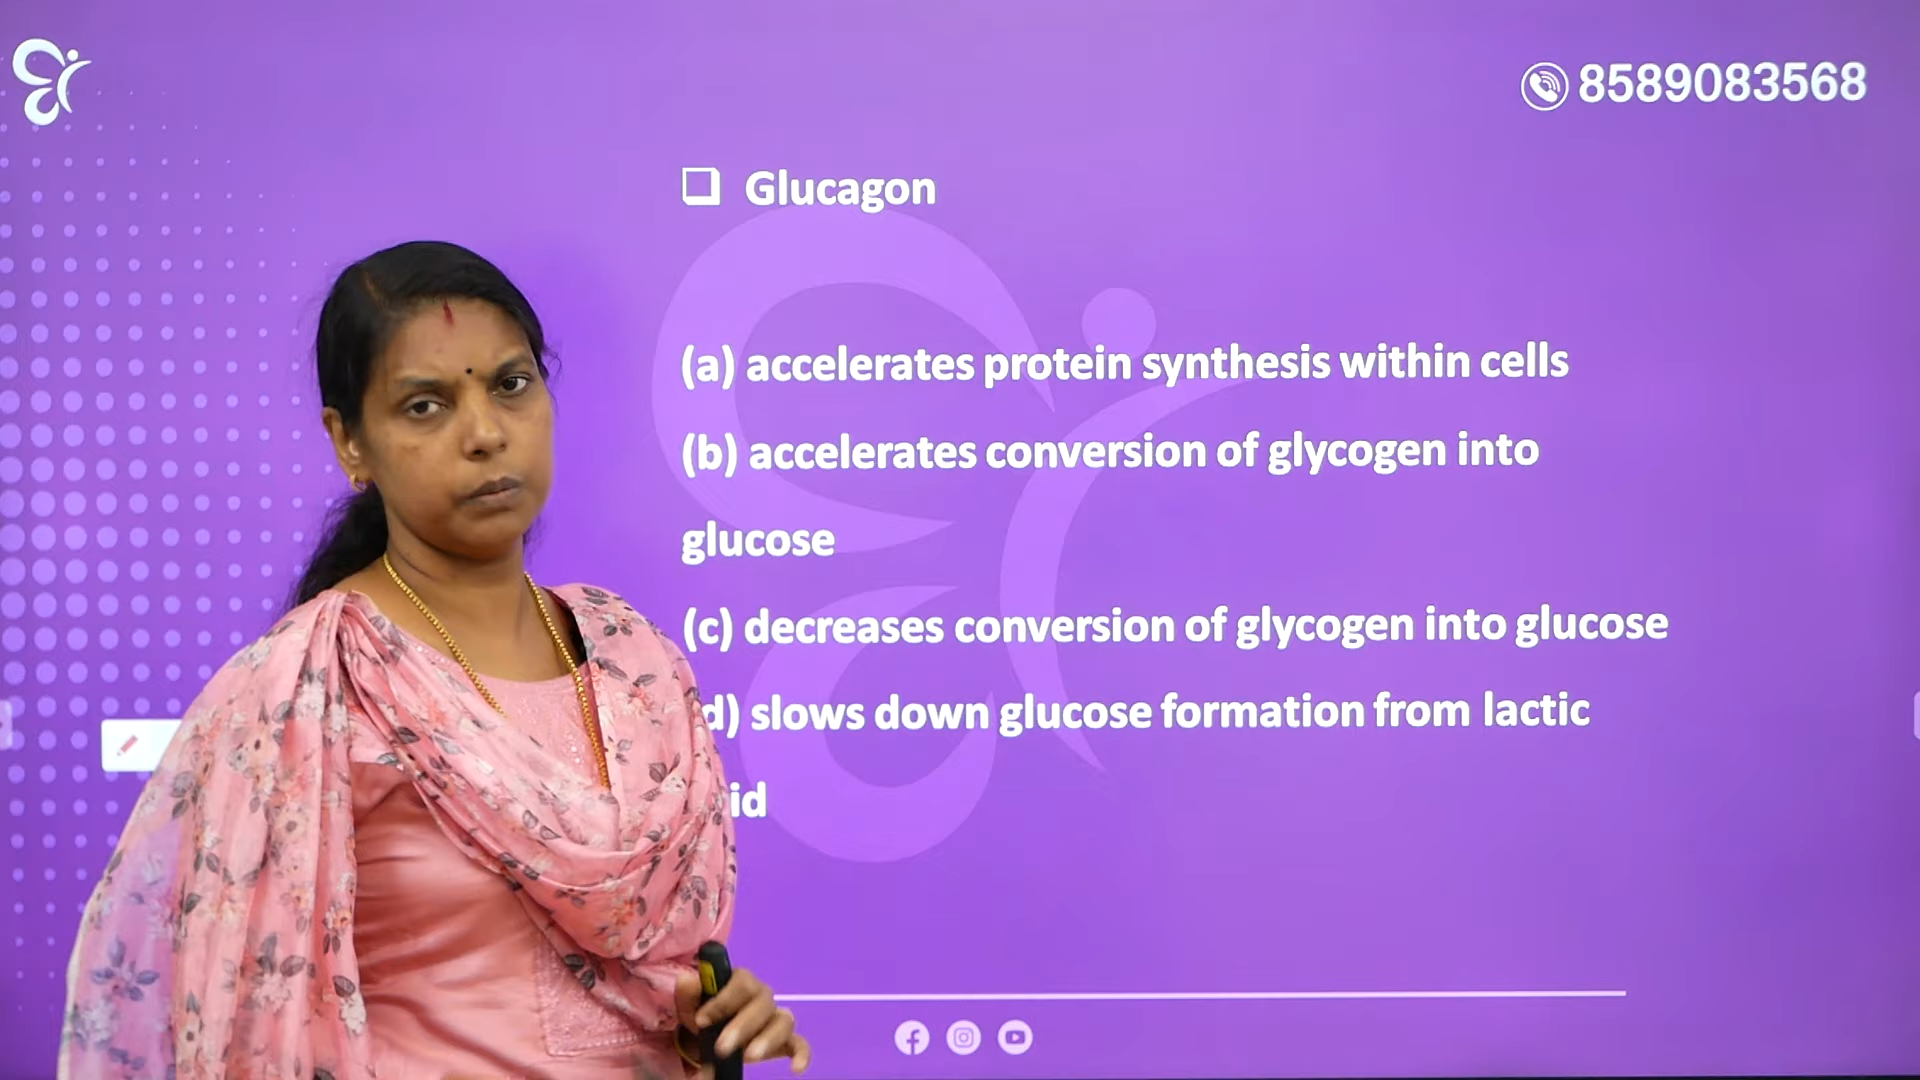 8589083568
Glucagon
(a) accelerates protein synthesis within cells
(b) accelerates conversion of glycogen into
glucose
(c) decreases conversion of glycogen into glucose
d) slows down glucose formation from lactic
id